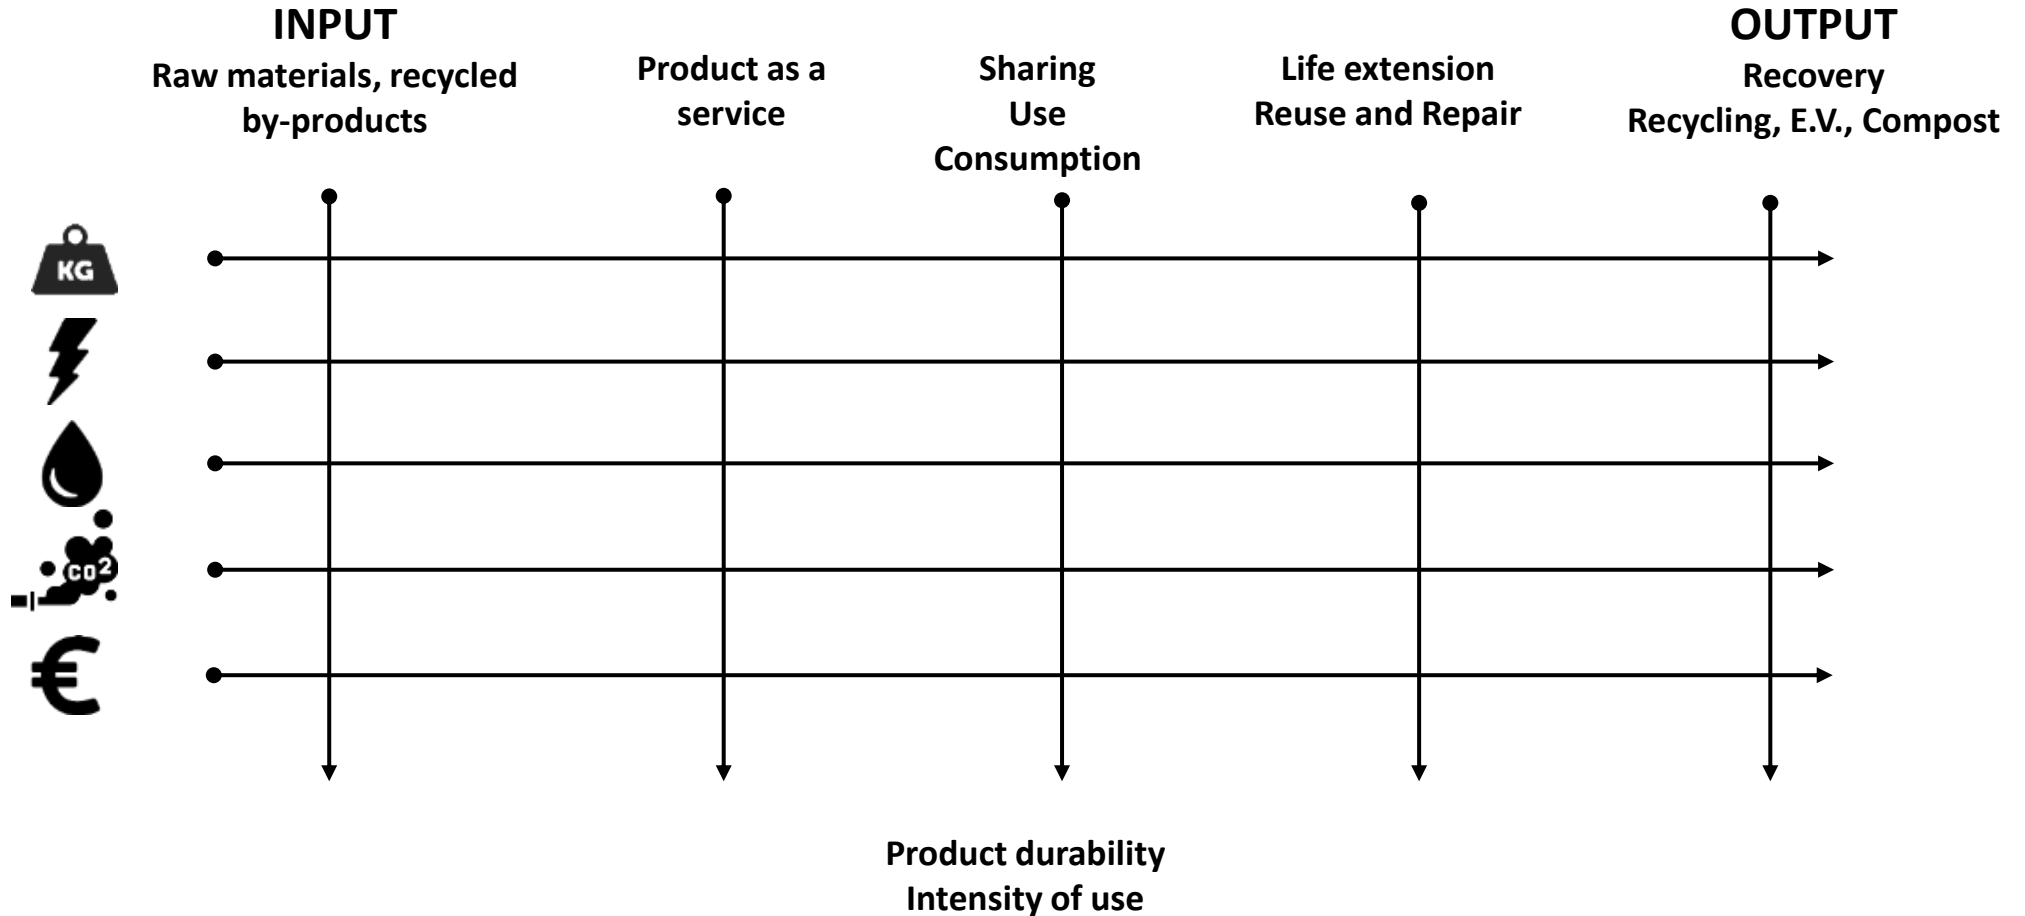 INPUT
Raw materials, recycled
by-products
Product as a
service
Sharing
Use
Consumption
Life extension
Reuse and Repair
OUTPUT
Recovery
Recycling, E.V., Compost
KG
CO2
€
Product durability
Intensity of use